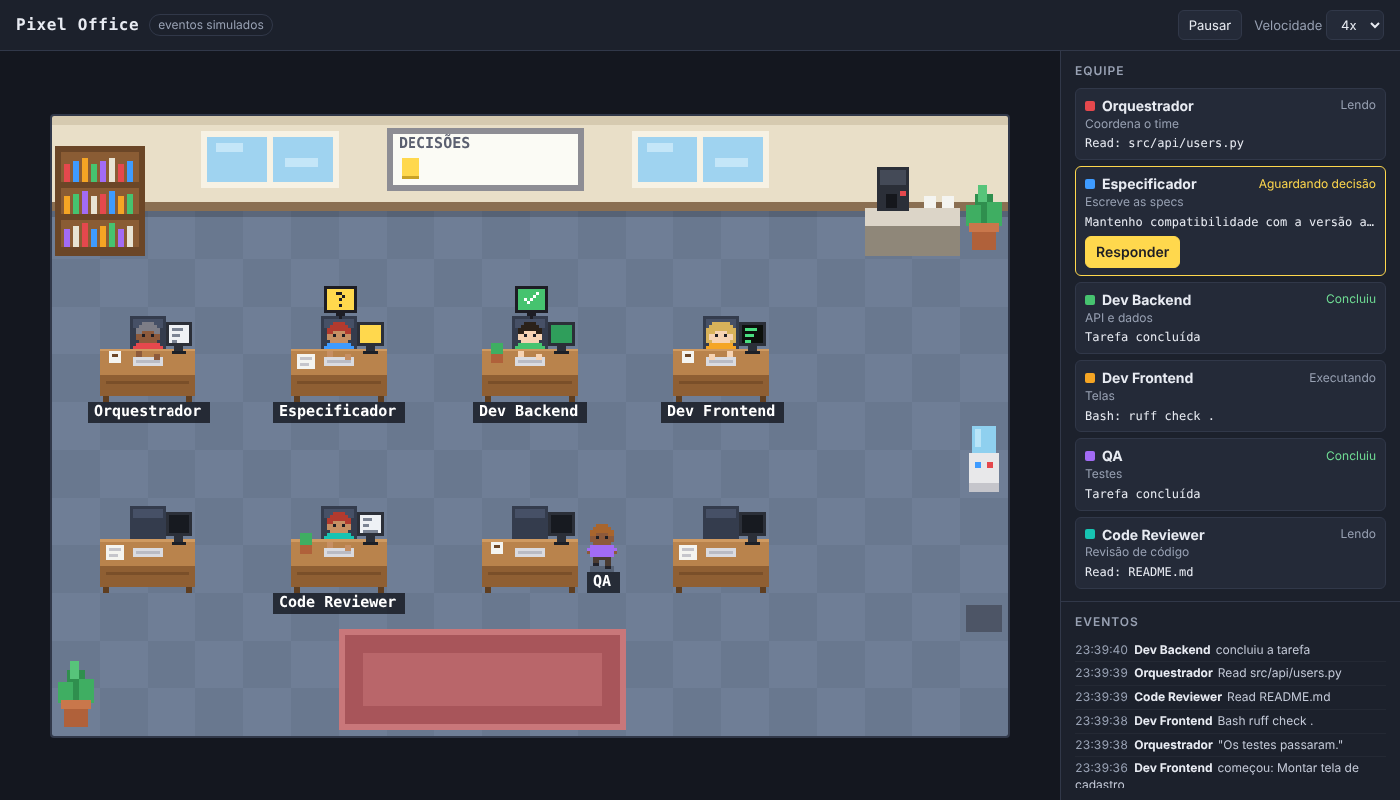 Pixel Office
eventos simulados
Pausar
Velocidade
4x
DECISÕES
?
Orquestrador
Especificador
Dev Backend
Dev Frontend
Code Reviewer
QA
EQUIPE
Orquestrador
Lendo
Coordena o time
Read: src/api/users.py
Especificador
Aguardando decisão
Escreve as specs
Mantenho compatibilidade com a versão a…
Responder
Dev Backend
Concluiu
API e dados
Tarefa concluída
Dev Frontend
Executando
Telas
Bash: ruff check .
QA
Concluiu
Testes
Tarefa concluída
Code Reviewer
Lendo
Revisão de código
Read: README.md
EVENTOS
23:39:40 Dev Backend concluiu a tarefa
23:39:39 Orquestrador Read src/api/users.py
23:39:39 Code Reviewer Read README.md
23:39:38 Dev Frontend Bash ruff check .
23:39:38 Orquestrador "Os testes passaram."
23:39:36 Dev Frontend começou: Montar tela de
cadastro